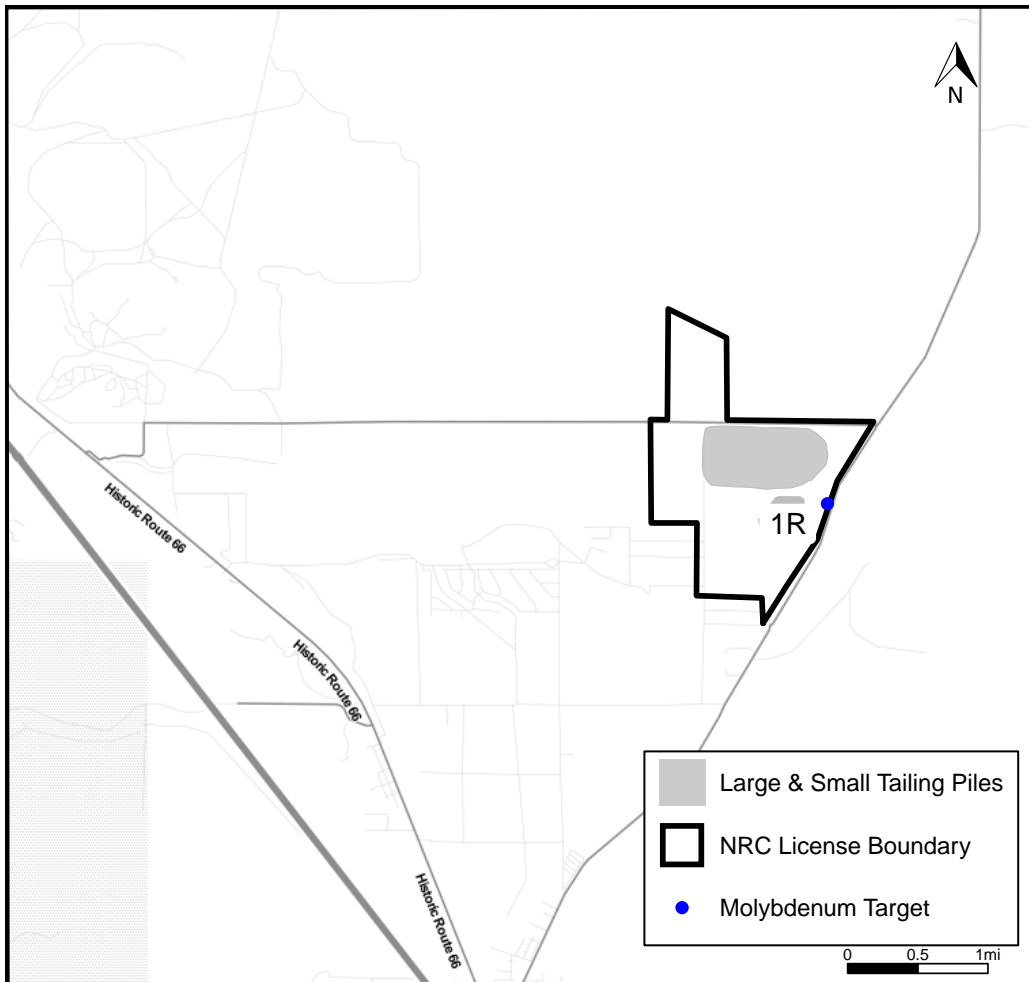 N
Historic Route 66
1R
Historic Route 66
Large & Small Tailing Piles
NRC License Boundary
Historic Route 66
Molybdenum Target
0 0.5 1mi